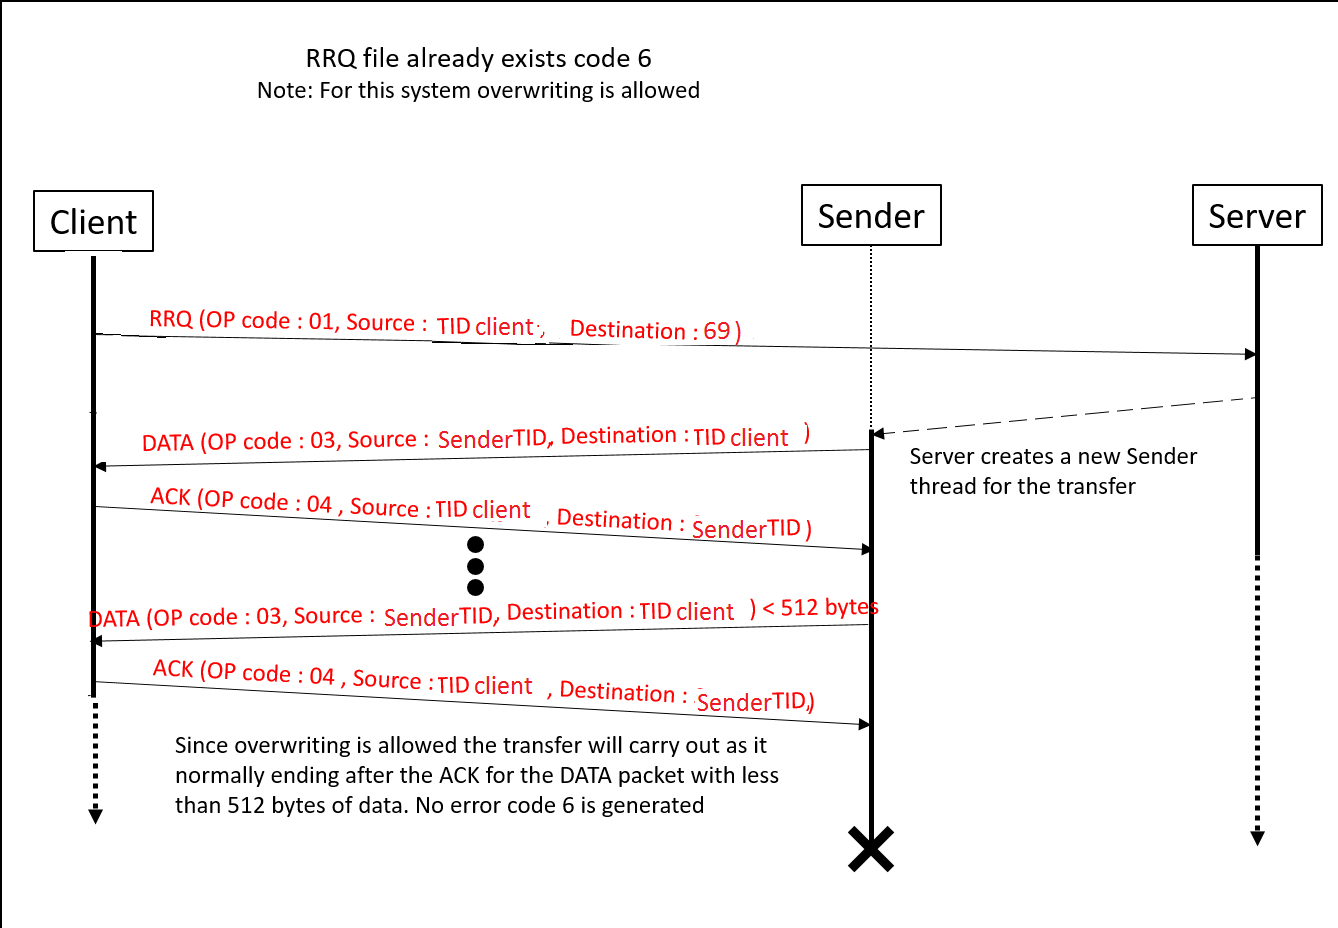 RRQ file already exists code 6
Note: For this system overwriting is allowed
Client
Sender
Server
RRQ (OP code : 01, Source : TID client, Destination : 69 )
DATA (OP code : 03, Source : SenderTID, Destination : TID client )
Server creates a new Sender
thread for the transfer
ACK (OP code : 04 , Source : TID client , Destination : SenderTID )
DATA (OP code : 03, Source : SenderTID, Destination : TID client ) < 512 bytes
ACK (OP code : 04 , Source : TID client , Destination : SenderTID,)
Since overwriting is allowed the transfer will carry out as it
normally ending after the ACK for the DATA packet with less
than 512 bytes of data. No error code 6 is generated